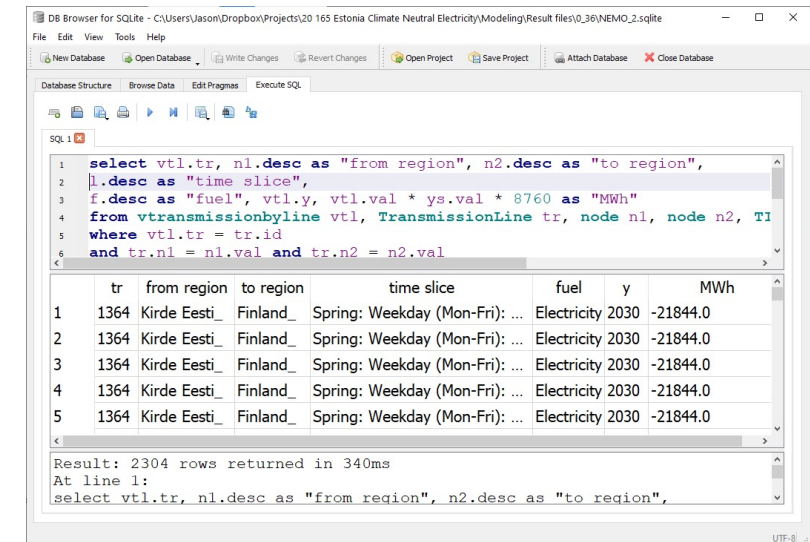 DB Browser for SQLite - C:\Users\Jason\Dropbox\Projects\20 165 Estonia Climate Neutral Electricity\Modeling\Result files\0_36\NEMO_2.sqlite
File Edit View Tools Help
New Database Open Database Write Changes Revert Changes Open Project Save Project Attach Database Close Database
Database Structure Browse Data Edit Pragmas Execute SQL
SQL 1
1 select vtl.tr, n1.desc as "from region", n2.desc as "to region",
2 l.desc as "time slice",
3 f.desc as "fuel", vtl.y, vtl.val * ys.val * 8760 as "MWh"
4 from vtransmissionbyline vtl, TransmissionLine tr, node n1, node n2, TI
5 where vtl.tr = tr.id
6 and tr.n1 = n1.val and tr.n2 = n2.val
tr from region to region time slice fuel y MWh
1 1364 Kirde Eesti_ Finland_ Spring: Weekday (Mon-Fri): ... Electricity 2030 -21844.0
2 1364 Kirde Eesti_ Finland_ Spring: Weekday (Mon-Fri): ... Electricity 2030 -21844.0
3 1364 Kirde Eesti_ Finland_ Spring: Weekday (Mon-Fri): ... Electricity 2030 -21844.0
4 1364 Kirde Eesti_ Finland_ Spring: Weekday (Mon-Fri): ... Electricity 2030 -21844.0
5 1364 Kirde Eesti_ Finland_ Spring: Weekday (Mon-Fri): ... Electricity 2030 -21844.0
Result: 2304 rows returned in 340ms
At line 1:
select vtl.tr, n1.desc as "from region", n2.desc as "to region",
UTF-8